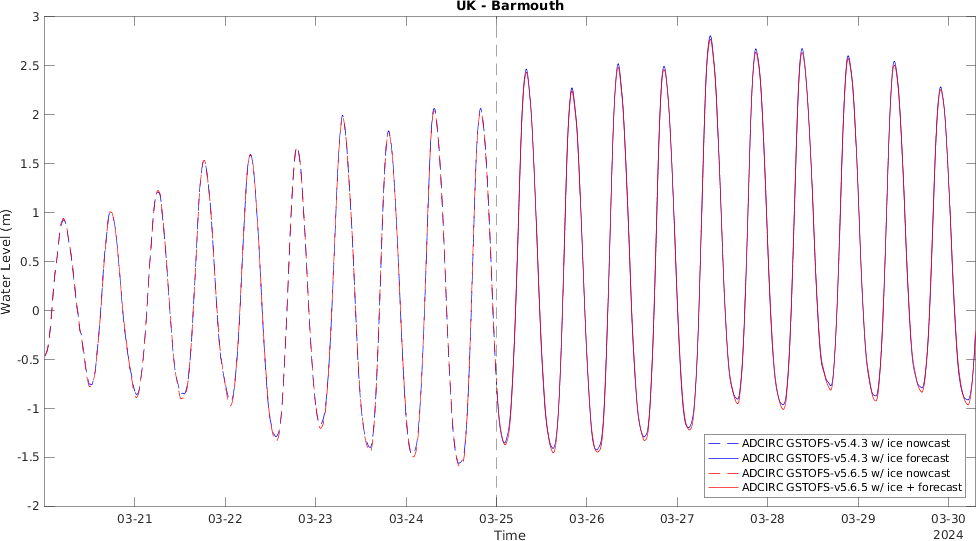 UK - Barmouth
3
2.5
2
1.5
1
0.5
0
-0.5
-1
-1.5
-2
Water Level (m)
ADCIRC GSTOFS-v5.4.3 w/ ice nowcast
ADCIRC GSTOFS-v5.4.3 w/ ice forecast
ADCIRC GSTOFS-v5.6.5 w/ ice nowcast
ADCIRC GSTOFS-v5.6.5 w/ ice + forecast
03-21 03-22 03-23 03-24 03-25 03-26 03-27 03-28 03-29 03-30
Time 2024